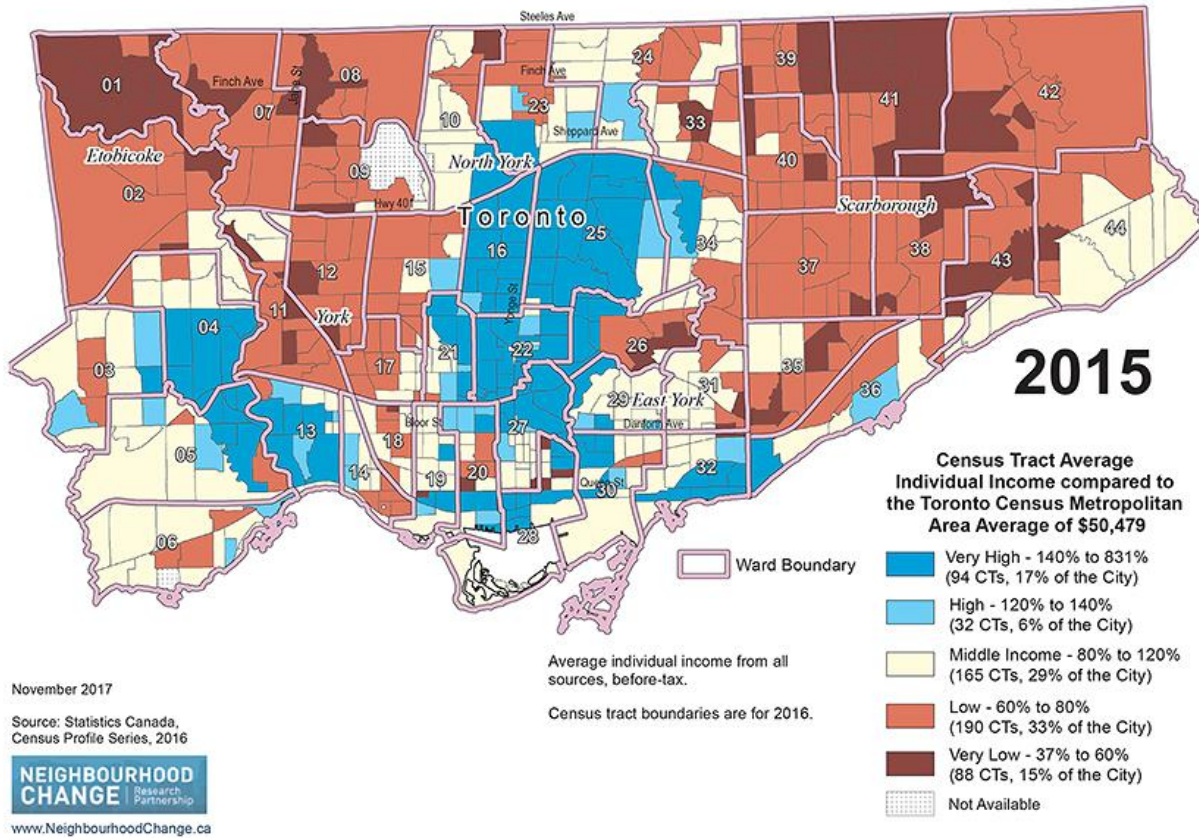 Steeles Ave
01
Finch Ave
Jane St
08
07
10
Finch Ave
23
24
39
41
42
33
Sheppard Ave
Etobicoke
02
09
North York
40
Hwy 401
Toronto
Scarborough
16
25
34
44
12
15
37
38
43
11
York
Yonge St
04
21
22
26
03
17
35
2015
31
29
East York
36
Bloor St
Danforth Ave
13
18
27
05
14
19
20
32
Queen St
30
06
28
Census Tract Average
Individual Income compared to
the Toronto Census Metropolitan
Area Average of $50,479
Ward Boundary
Very High - 140% to 831%
(94 CTs, 17% of the City)
High - 120% to 140%
(32 CTs, 6% of the City)
Middle Income - 80% to 120%
(165 CTs, 29% of the City)
Low - 60% to 80%
(190 CTs, 33% of the City)
Very Low - 37% to 60%
(88 CTs, 15% of the City)
Not Available
Average individual income from all
sources, before-tax.
Census tract boundaries are for 2016.
November 2017
Source: Statistics Canada,
Census Profile Series, 2016
NEIGHBOURHOOD
CHANGE Research
Partnership
www.NeighbourhoodChange.ca